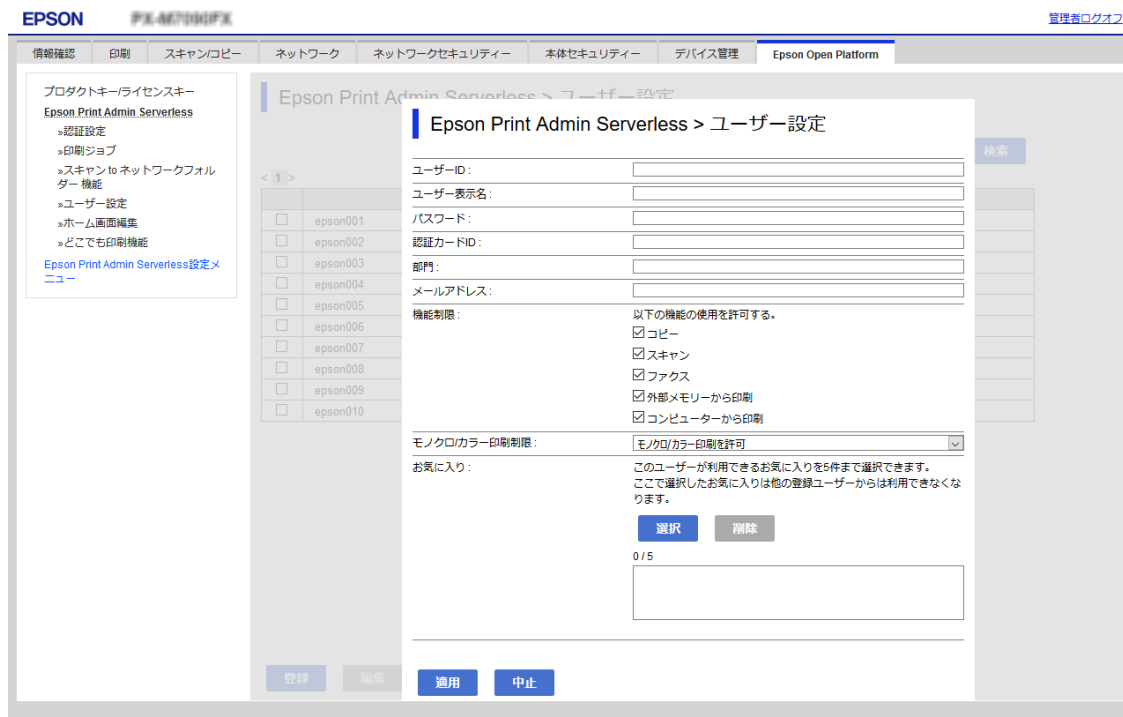 EPSON
管理者ログオフ
情報確認 印刷 スキャン/コピー ネットワーク ネットワークセキュリティー 本体セキュリティー デバイス管理 Epson Open Platform
プロダクトキー/ライセンスキー
Epson Print Admin Serverless
»認証設定
»印刷ジョブ
»スキャン to ネットワークフォル
ダー 機能
»ユーザー設定
»ホーム画面編集
»どこでも印刷機能
Epson Print Admin Serverless設定メ
ニュー
Epson Print Admin Serverless > ユーザー設定
検索
< 1 >
epson001
epson002
epson003
epson004
epson005
epson006
epson007
epson008
epson009
epson010
登録 編集
Epson Print Admin Serverless > ユーザー設定
ユーザーID :
ユーザー表示名 :
パスワード :
認証カードID :
部門 :
メールアドレス :
機能制限 : 以下の機能の使用を許可する。
コピー
スキャン
ファクス
外部メモリーから印刷
コンピューターから印刷
モノクロ/カラー印刷制限 : モノクロ/カラー印刷を許可
お気に入り : このユーザーが利用できるお気に入りを5件まで選択できます。
ここで選択したお気に入りは他の登録ユーザーからは利用できなくな
ります。
選択 削除
0 / 5
適用 中止